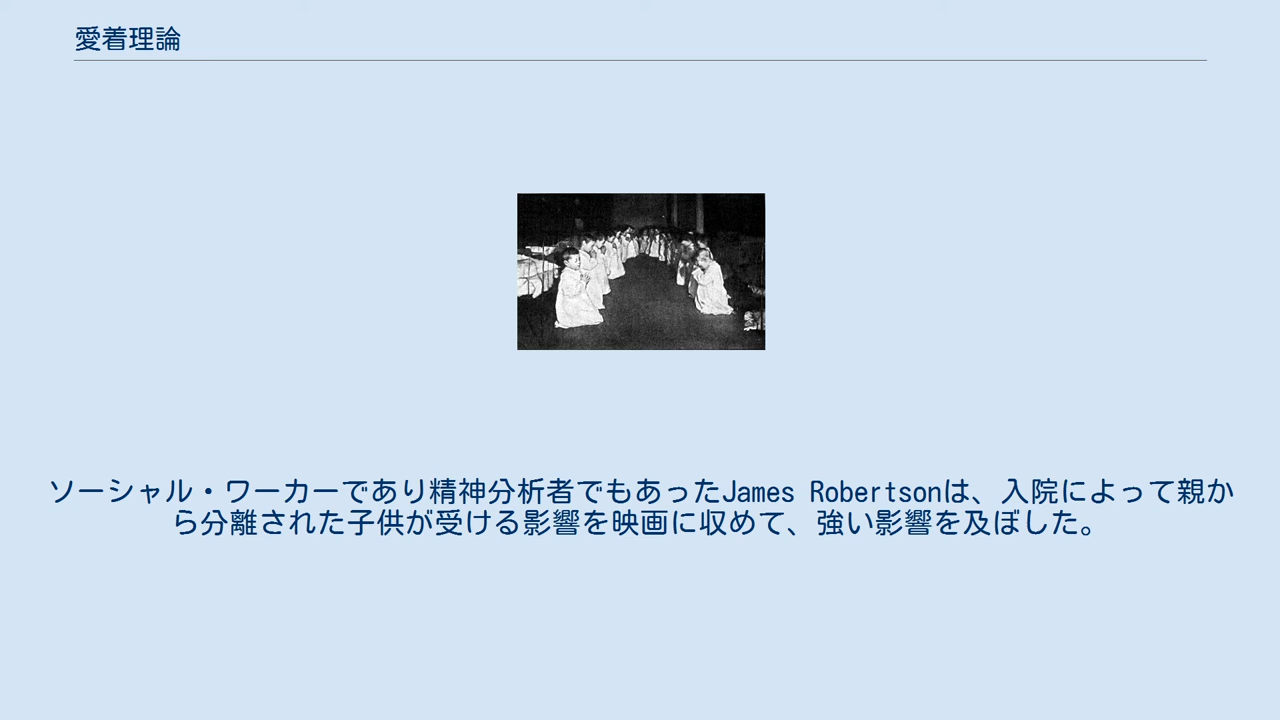 愛着理論
ソーシャル・ワーカーであり精神分析者でもあったJames Robertsonは、入院によって親か
ら分離された子供が受ける影響を映画に収めて、強い影響を及ぼした。